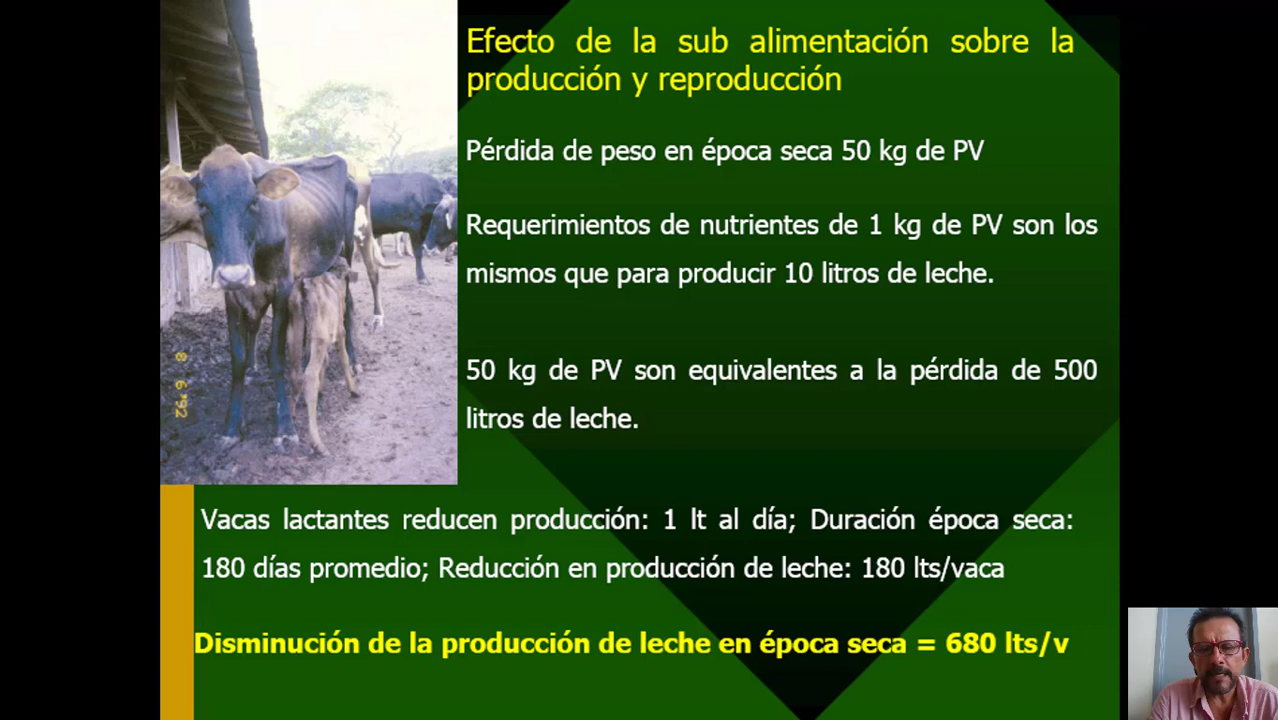 Efecto de la sub alimentación sobre la
producción y reproducción
Pérdida de peso en época seca 50 kg de PV
Requerimientos de nutrientes de 1 kg de PV son los
mismos que para producir 10 litros de leche.
50 kg de PV son equivalentes a la pérdida de 500
litros de leche.
8 6'92
Vacas lactantes reducen producción: 1 lt al día; Duración época seca:
180 días promedio; Reducción en producción de leche: 180 lts/vaca
Disminución de la producción de leche en época seca = 680 lts/v